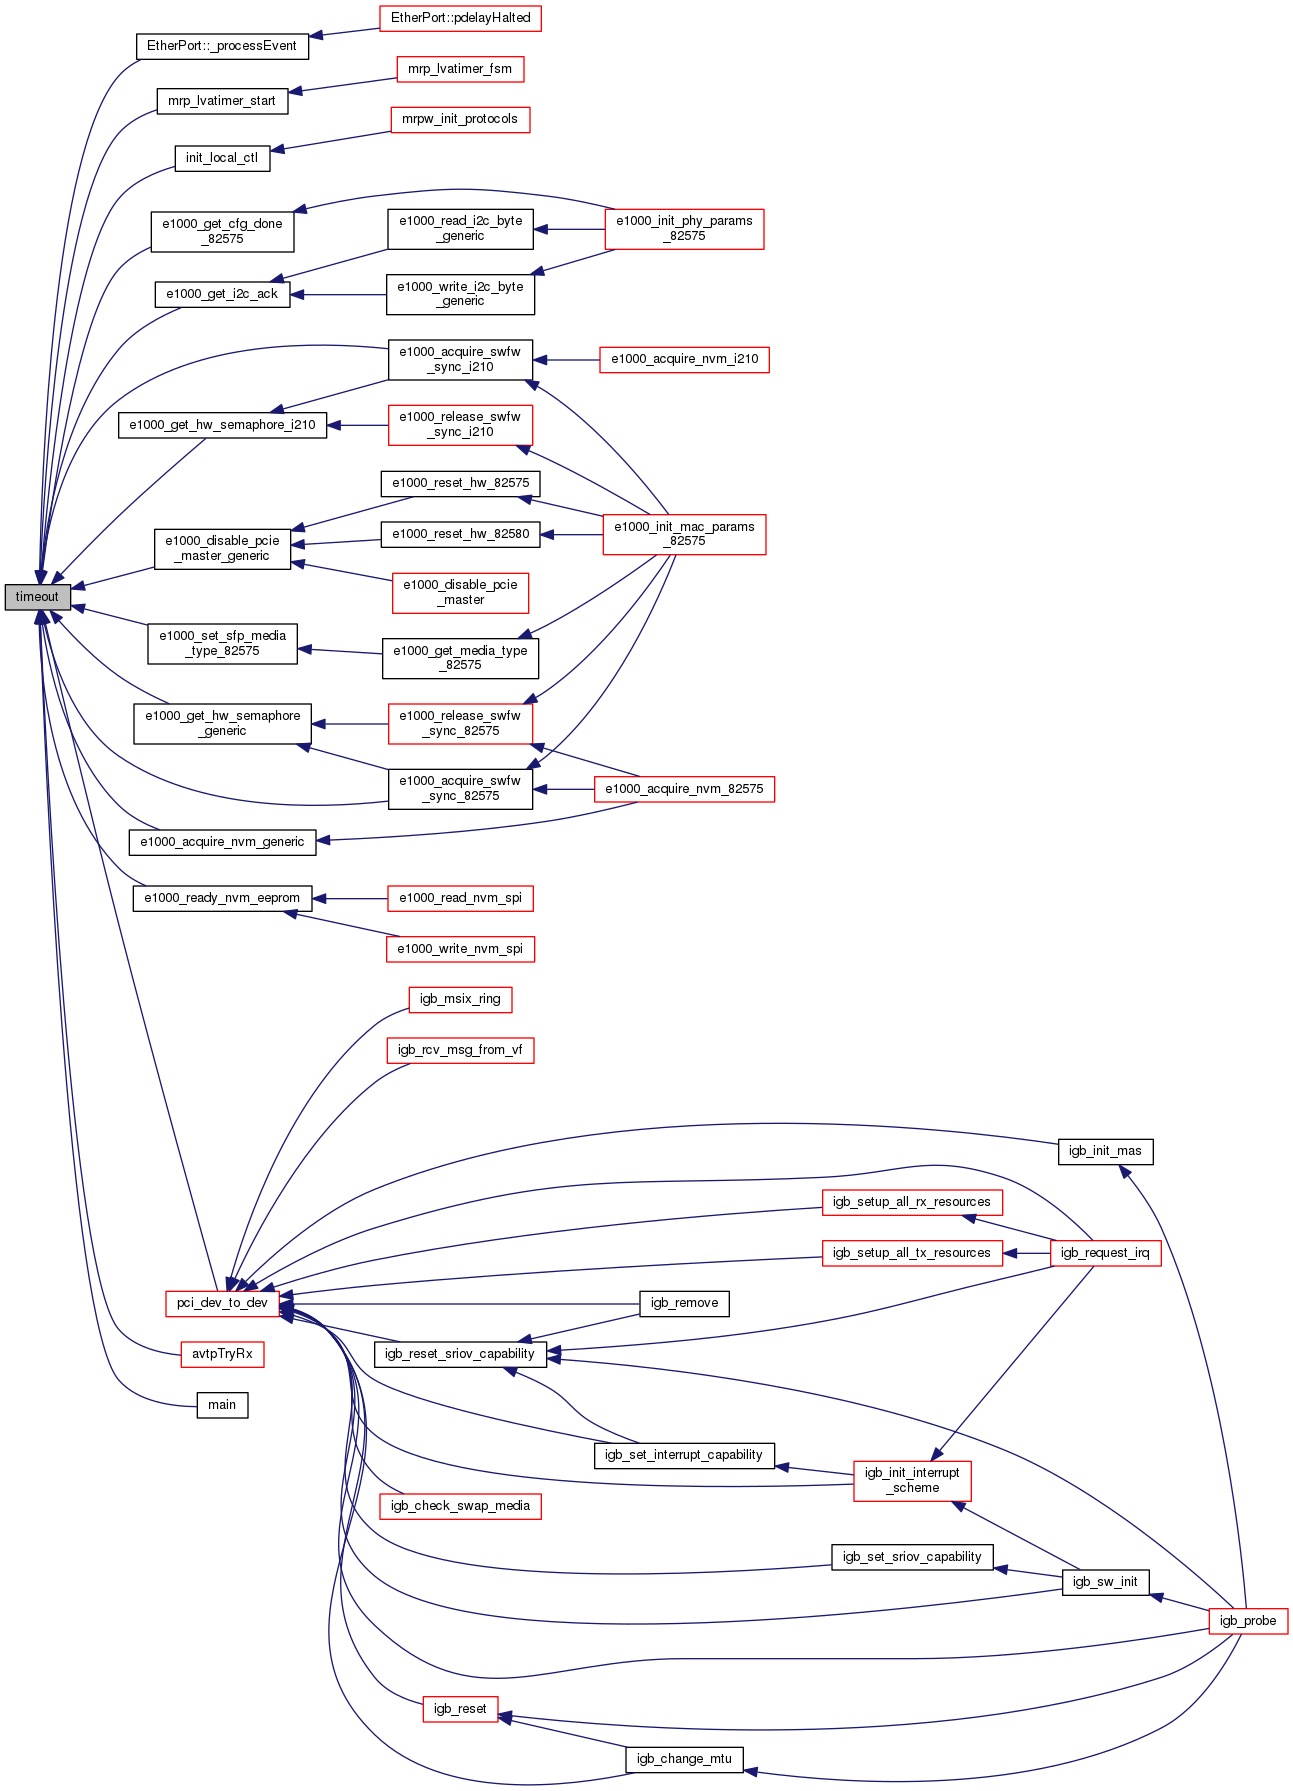 EtherPort::pdelayHalted
EtherPort::_processEvent
mrp_lvatimer_fsm
mrp_lvatimer_start
mrpw_init_protocols
init_local_ctl
e1000_get_cfg_done
_82575
e1000_read_i2c_byte
_generic
e1000_init_phy_params
_82575
e1000_get_i2c_ack
e1000_write_i2c_byte
_generic
e1000_acquire_swfw
_sync_i210
e1000_acquire_nvm_i210
e1000_get_hw_semaphore_i210
e1000_release_swfw
_sync_i210
e1000_reset_hw_82575
e1000_init_mac_params
_82575
e1000_disable_pcie
_master_generic
e1000_reset_hw_82580
e1000_disable_pcie
_master
timeout
e1000_set_sfp_media
_type_82575
e1000_get_media_type
_82575
e1000_get_hw_semaphore
_generic
e1000_release_swfw
_sync_82575
e1000_acquire_swfw
_sync_82575
e1000_acquire_nvm_82575
e1000_acquire_nvm_generic
e1000_ready_nvm_eeprom
e1000_read_nvm_spi
e1000_write_nvm_spi
igb_msix_ring
igb_rcv_msg_from_vf
igb_init_mas
igb_setup_all_rx_resources
igb_setup_all_tx_resources
igb_request_irq
pci_dev_to_dev
igb_remove
avtpTryRx
igb_reset_sriov_capability
main
igb_set_interrupt_capability
igb_init_interrupt
_scheme
igb_check_swap_media
igb_set_sriov_capability
igb_sw_init
igb_probe
igb_reset
igb_change_mtu